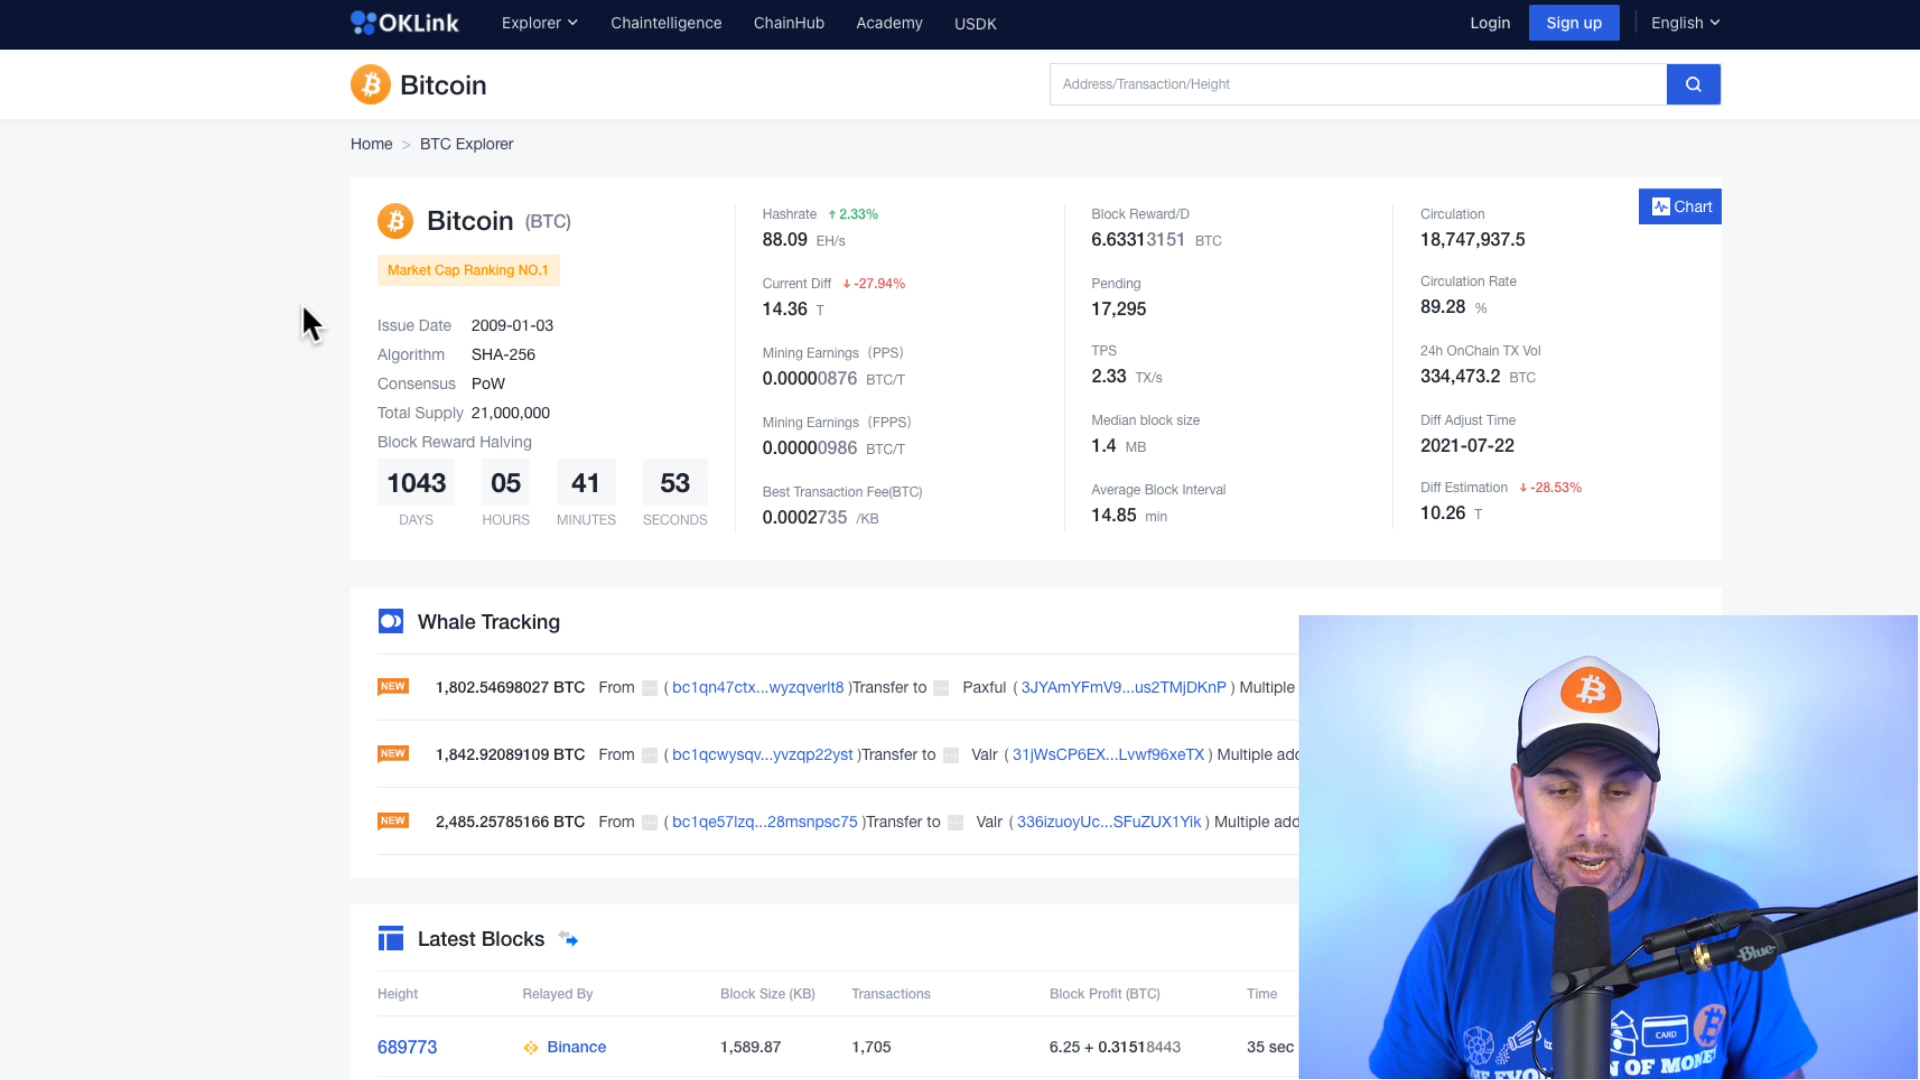 OKLink Explorer Chaintelligence ChainHub Academy USDK Login Sign up English
Bitcoin Address/Transaction/Height
Home > BTC Explorer
Bitcoin (BTC)
Market Cap Ranking NO.1
Issue Date 2009-01-03
Algorithm SHA-256
Consensus PoW
Total Supply 21,000,000
Block Reward Halving
1043 05 41 53
DAYS HOURS MINUTES SECONDS
Hashrate ↑ 2.33%
88.09 EH/s
Current Diff ↓ -27.94%
14.36 T
Mining Earnings (PPS)
0.00000876 BTC/T
Mining Earnings (FPPS)
0.00000986 BTC/T
Best Transaction Fee(BTC)
0.0002735 /KB
Block Reward/D
6.63313151 BTC
Pending
17,295
TPS
2.33 TX/s
Median block size
1.4 MB
Average Block Interval
14.85 min
Chart
Circulation
18,747,937.5
Circulation Rate
89.28 %
24h OnChain TX Vol
334,473.2 BTC
Diff Adjust Time
2021-07-22
Diff Estimation ↓ -28.53%
10.26 T
Whale Tracking
NEW 1,802.54698027 BTC From ( bc1qn47ctx...wyzqverlt8 )Transfer to Paxful ( 3JYAmYFmV9...us2TMjDKnP ) Multiple
NEW 1,842.92089109 BTC From ( bc1qcwysqv...yvzqp22yst )Transfer to Valr ( 31jWsCP6EX...Lvwf96xeTX ) Multiple add
NEW 2,485.25785166 BTC From ( bc1qe57lzq...28msnpsc75 )Transfer to Valr ( 336izuoyUc...SFuZUX1Yik ) Multiple add
Latest Blocks
Height Relayed By Block Size (KB) Transactions Block Profit (BTC) Time
689773 Binance 1,589.87 1,705 6.25 + 0.31518443 35 sec
Blue
CARD
OF MONEY